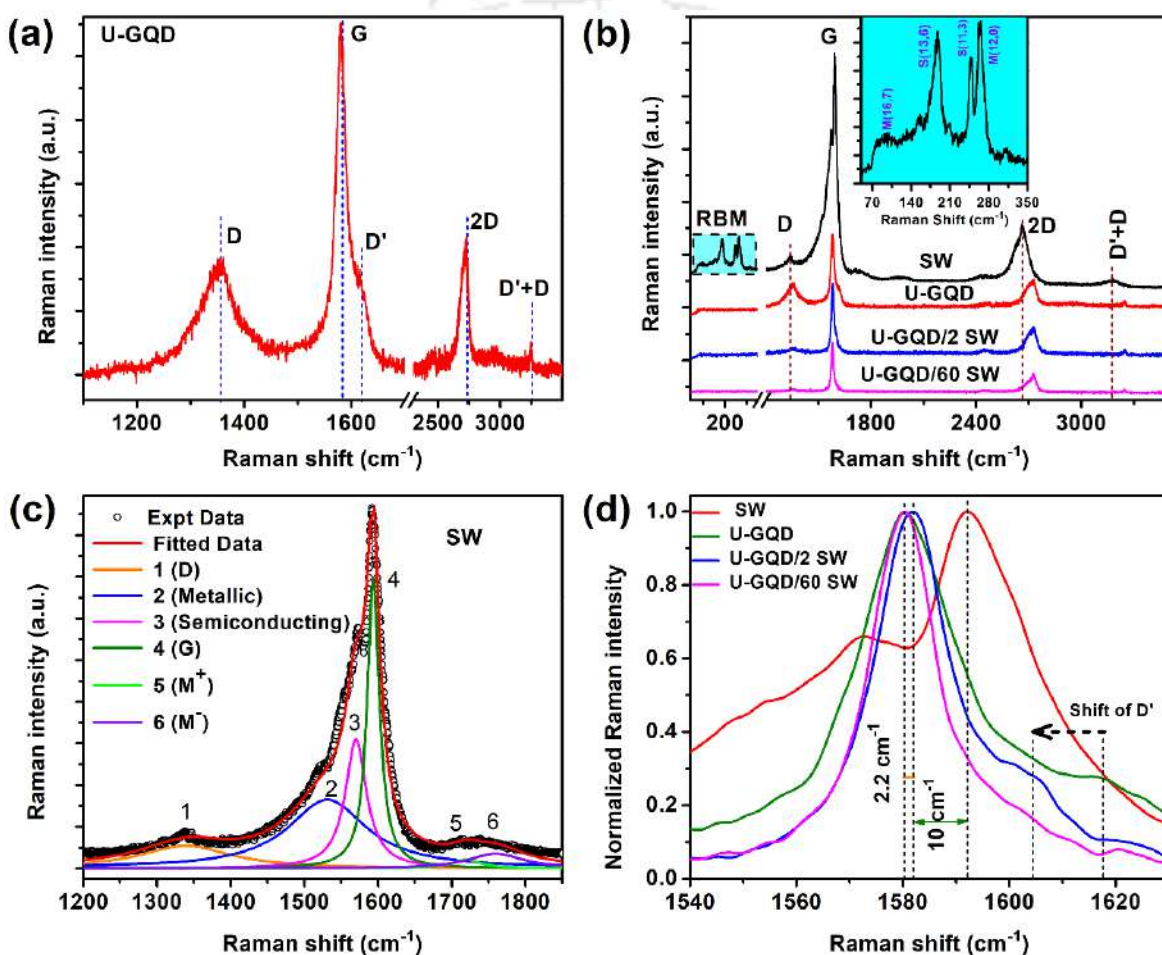 (a)
U-GQD
G
D
D'
2D
D'+D
Raman intensity (a.u.)
1200 1400 1600 2500 3000
Raman shift (cm-1)
(b)
G
S(13,6)
S(11,3)
M(12,0)
M(16,7)
70 140 210 280 350
Raman Shift (cm-1)
RBM
D
2D
D'+D
SW
U-GQD
U-GQD/2 SW
U-GQD/60 SW
Raman intensity (a.u.)
200 1800 2400 3000
Raman shift (cm-1)
(c)
Expt Data
Fitted Data
1 (D)
2 (Metallic)
3 (Semiconducting)
4 (G)
5 (M+)
6 (M-)
SW
4
3
2
1
5
6
Raman intensity (a.u.)
1200 1300 1400 1500 1600 1700 1800
Raman shift (cm-1)
(d)
SW
U-GQD
U-GQD/2 SW
U-GQD/60 SW
Shift of D'
2.2 cm-1
10 cm-1
Normalized Raman intensity
1.0
0.8
0.6
0.4
0.2
0.0
1540 1560 1580 1600 1620
Raman shift (cm-1)